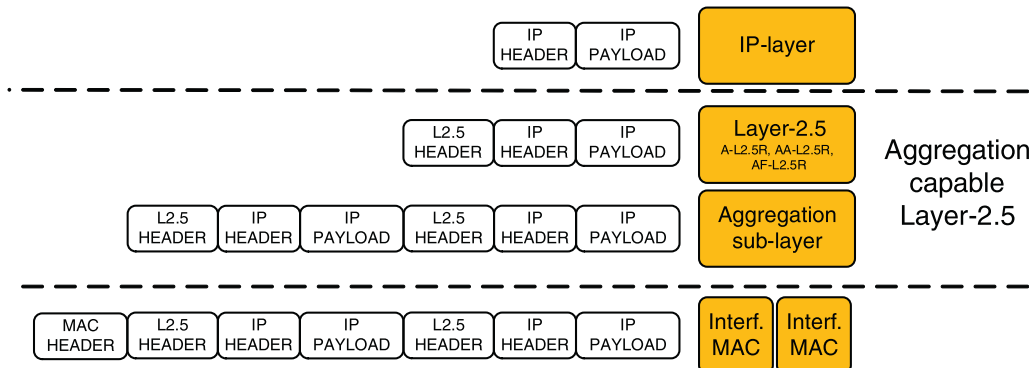 IP HEADER
IP PAYLOAD
IP-layer
L2.5 HEADER
IP HEADER
IP PAYLOAD
Layer-2.5
A-L2.5R, AA-L2.5R,
AF-L2.5R
Aggregation
capable
Layer-2.5
L2.5 HEADER
IP HEADER
IP PAYLOAD
L2.5 HEADER
IP HEADER
IP PAYLOAD
Aggregation
sub-layer
MAC HEADER
L2.5 HEADER
IP HEADER
IP PAYLOAD
L2.5 HEADER
IP HEADER
IP PAYLOAD
Interf.
MAC
Interf.
MAC